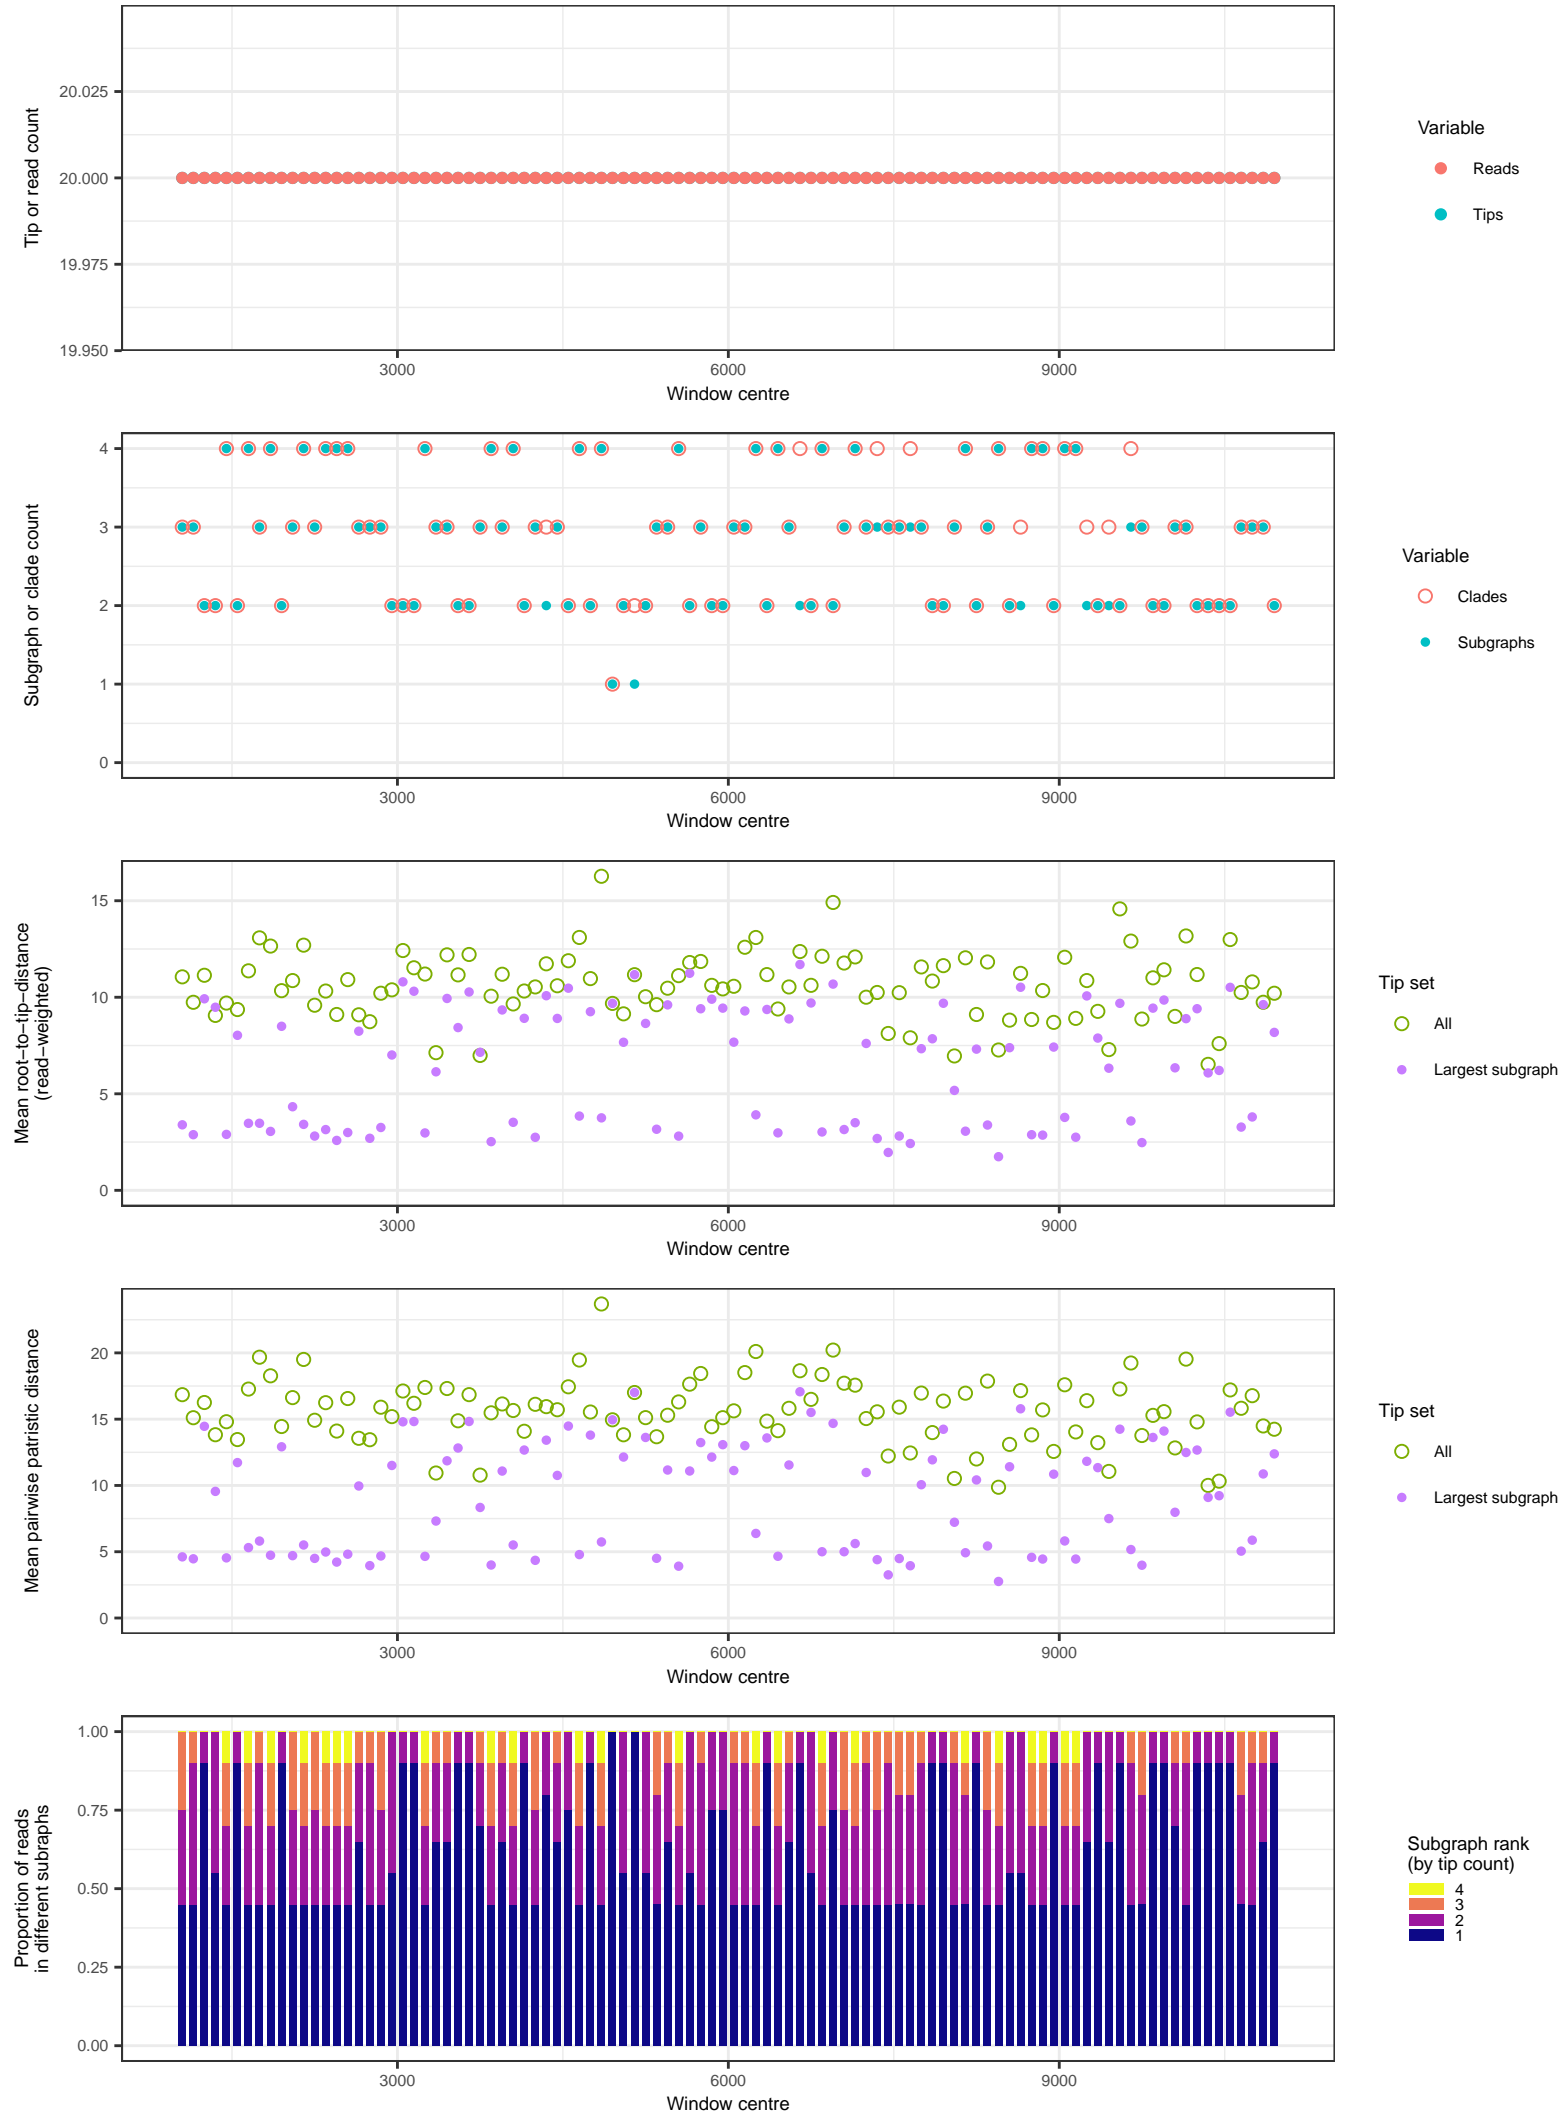 20.025
20.000
19.975
19.950
Tip or read count
3000
6000
9000
Window centre
Variable
Reads
Tips
4
3
2
1
0
Subgraph or clade count
3000
6000
9000
Window centre
Variable
Clades
Subgraphs
15
10
5
0
Mean root−to−tip−distance
(read−weighted)
3000
6000
9000
Window centre
Tip set
All
Largest subgraph
20
15
10
5
0
Mean pairwise patristic distance
3000
6000
9000
Window centre
Tip set
All
Largest subgraph
1.00
0.75
0.50
0.25
0.00
Proportion of reads
in different subraphs
3000
6000
9000
Window centre
Subgraph rank
(by tip count)
4
3
2
1